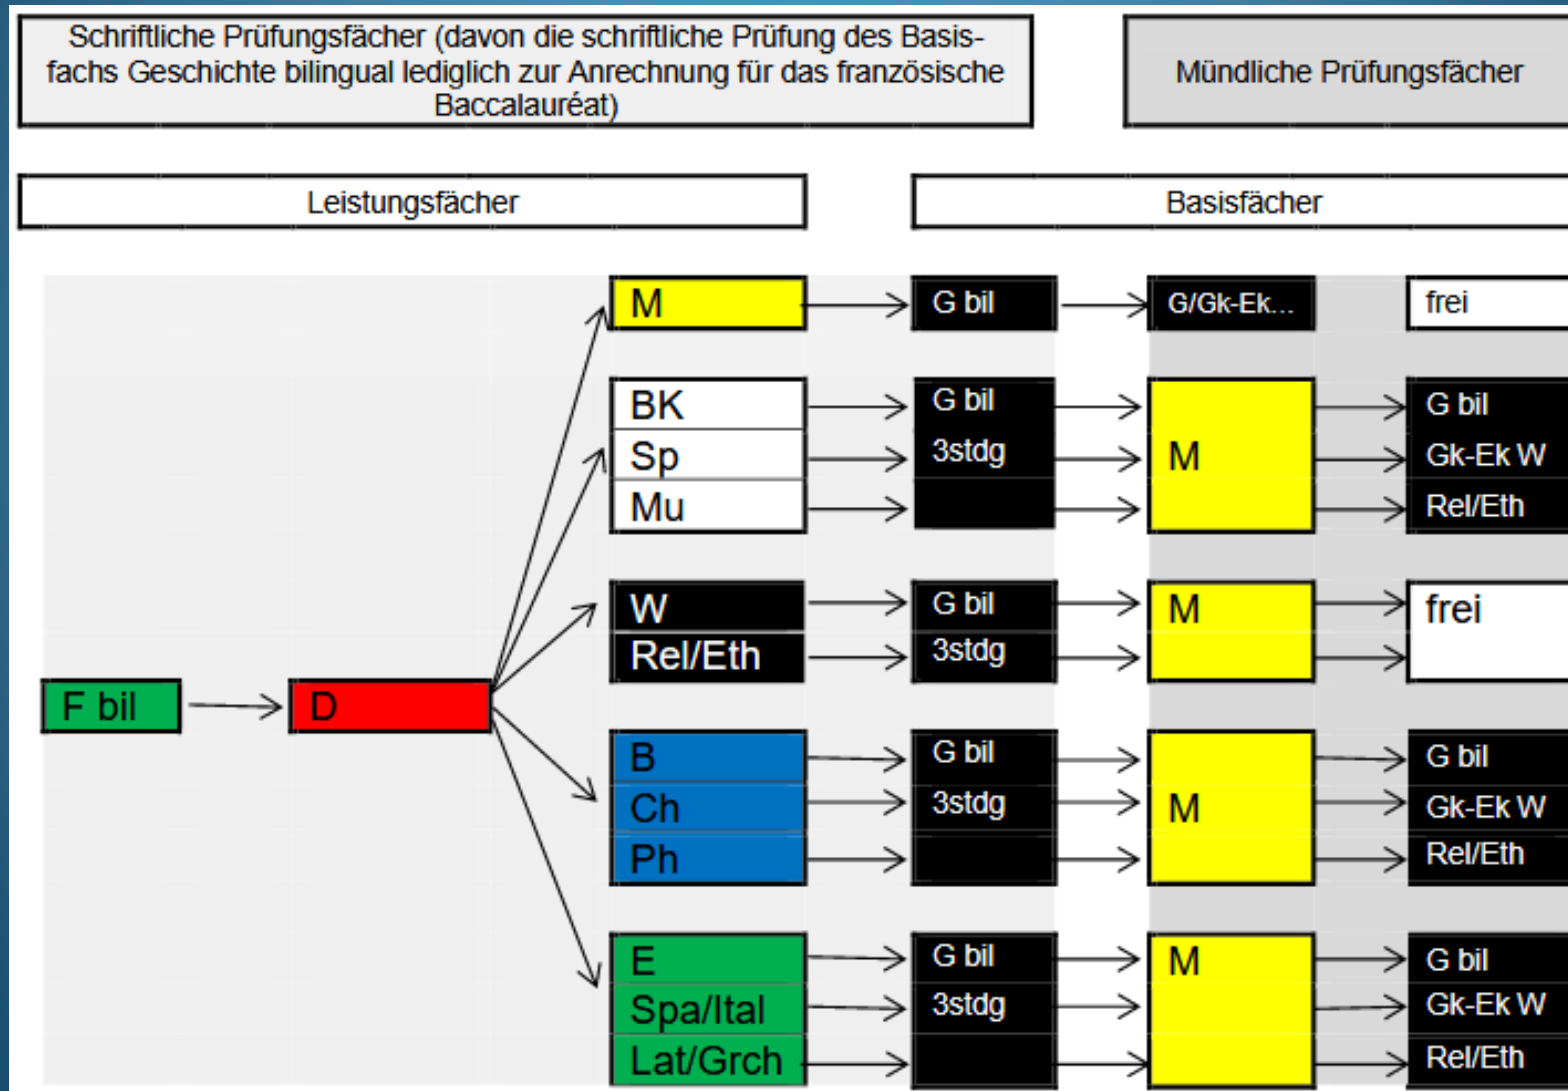 Schriftliche Prüfungsfächer (davon die schriftliche Prüfung des Basis-
fachs Geschichte bilingual lediglich zur Anrechnung für das französische
Baccalauréat)
Mündliche Prüfungsfächer
Leistungsfächer
Basisfächer
M
G bil
G/Gk-Ek...
frei
BK
Sp
Mu
G bil
3stdg
M
G bil
Gk-Ek W
Rel/Eth
W
Rel/Eth
G bil
3stdg
M
frei
F bil
D
B
Ch
Ph
G bil
3stdg
M
G bil
Gk-Ek W
Rel/Eth
E
Spa/Ital
Lat/Grch
G bil
3stdg
M
G bil
Gk-Ek W
Rel/Eth